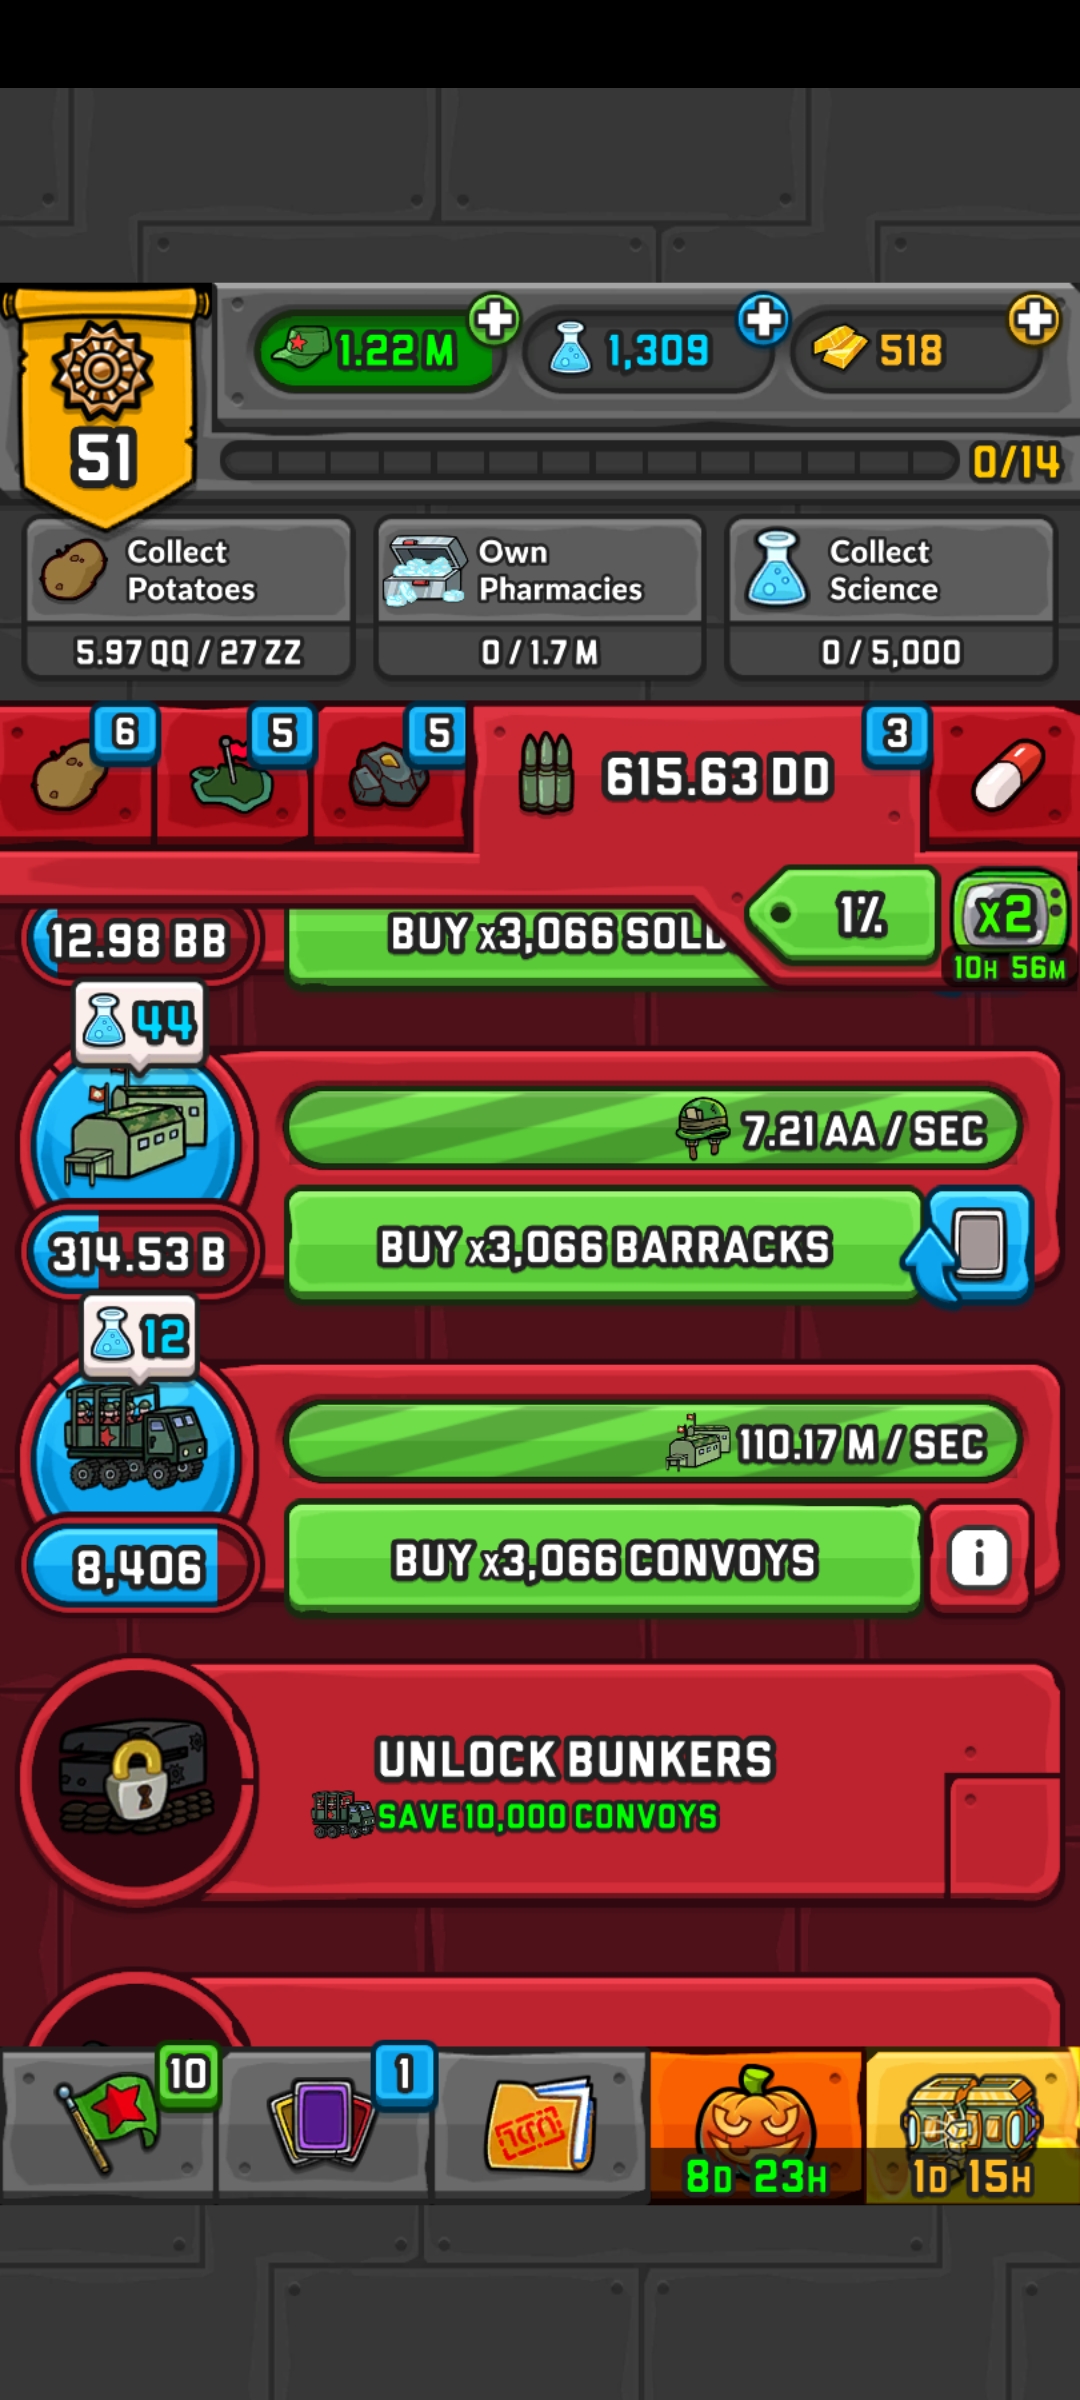 1.22 M
1,309
518
51
0/14
Collect
Potatoes
5.97 QQ / 27 ZZ
Own
Pharmacies
0 / 1.7 M
Collect
Science
0 / 5,000
6
5
5
615.63 DD
3
1%
x2
10H 56M
12.98 BB
BUY x3,066 SOLD
44
7.21 AA / SEC
314.53 B
BUY x3,066 BARRACKS
12
110.17 M / SEC
8,406
BUY x3,066 CONVOYS
i
UNLOCK BUNKERS
SAVE 10,000 CONVOYS
10
1
8D 23H
1D 15H